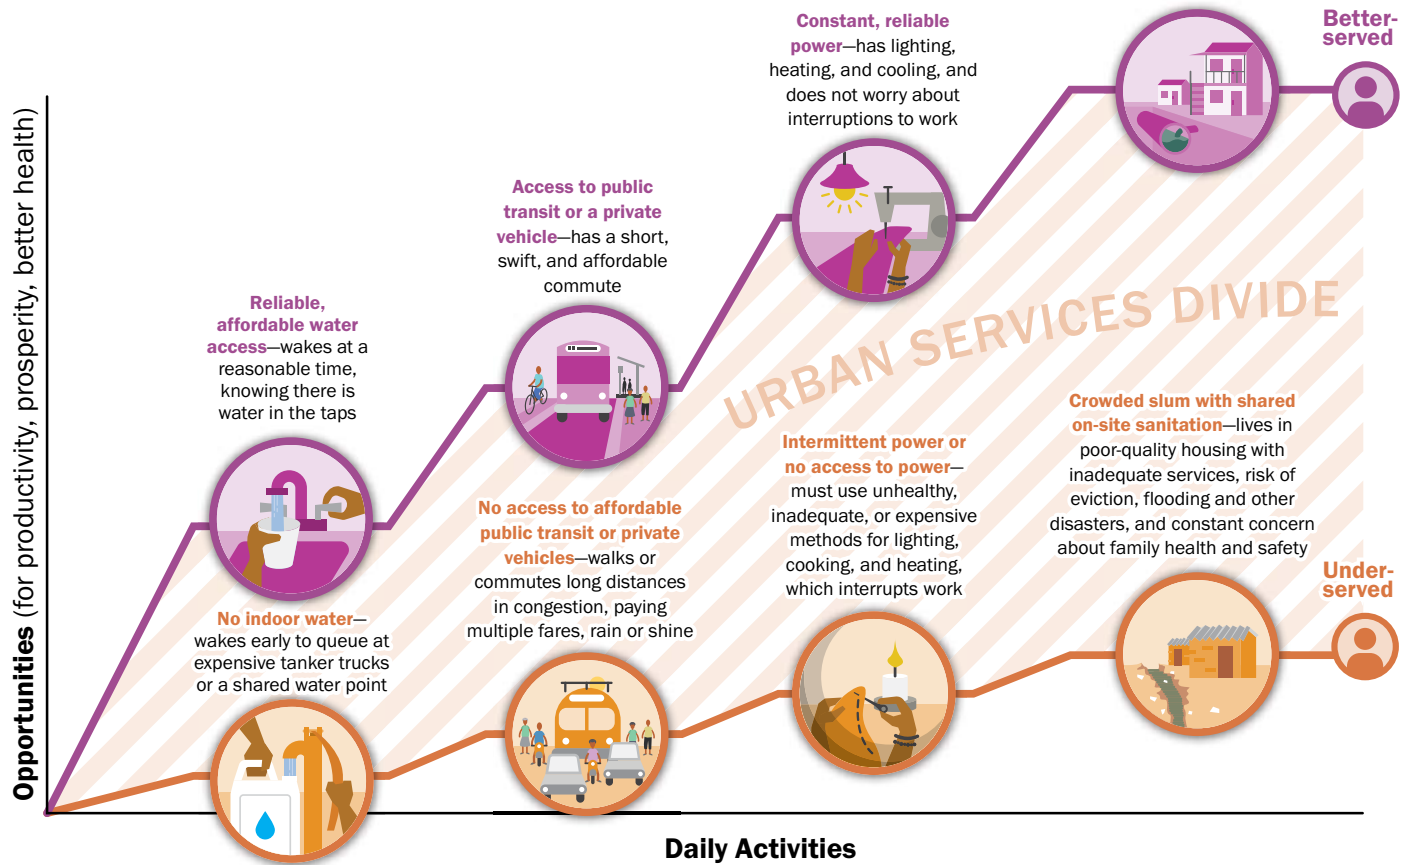 Constant, reliable
power—has lighting,
heating, and cooling, and
does not worry about
interruptions to work
Better-
served
Access to public
transit or a private
vehicle—has a short,
swift, and affordable
commute
Reliable,
affordable water
access—wakes at a
reasonable time,
knowing there is
water in the taps
URBAN SERVICES DIVIDE
Opportunities (for productivity, prosperity, better health)
No indoor water—
wakes early to queue at
expensive tanker trucks
or a shared water point
No access to affordable
public transit or private
vehicles—walks or
commutes long distances
in congestion, paying
multiple fares, rain or shine
Intermittent power or
no access to power—
must use unhealthy,
inadequate, or expensive
methods for lighting,
cooking, and heating,
which interrupts work
Crowded slum with shared
on-site sanitation—lives in
poor-quality housing with
inadequate services, risk of
eviction, flooding and other
disasters, and constant concern
about family health and safety
Under-
served
Daily Activities